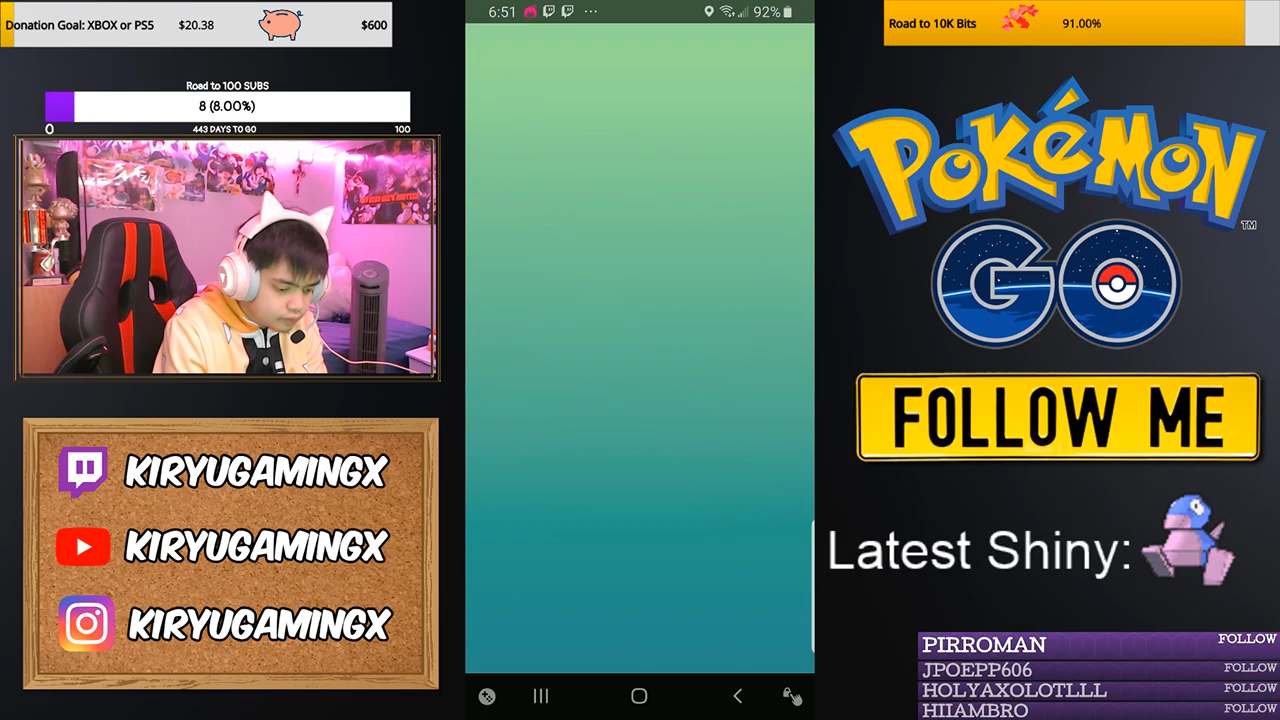 Donation Goal: XBOX or PS5 $20.38 $600
Road to 100 SUBS
8 (8.00%)
0 443 DAYS TO GO 100
KIRYUGAMINGX
KIRYUGAMINGX
KIRYUGAMINGX
6:51 92%
Road to 10K Bits 91.00%
POKéMON
TM
GO
FOLLOW ME
Latest Shiny:
PIRROMAN FOLLOW
JPOEPP606 FOLLOW
HOLYAXOLOTLLL FOLLOW
HIIAMBRO FOLLOW